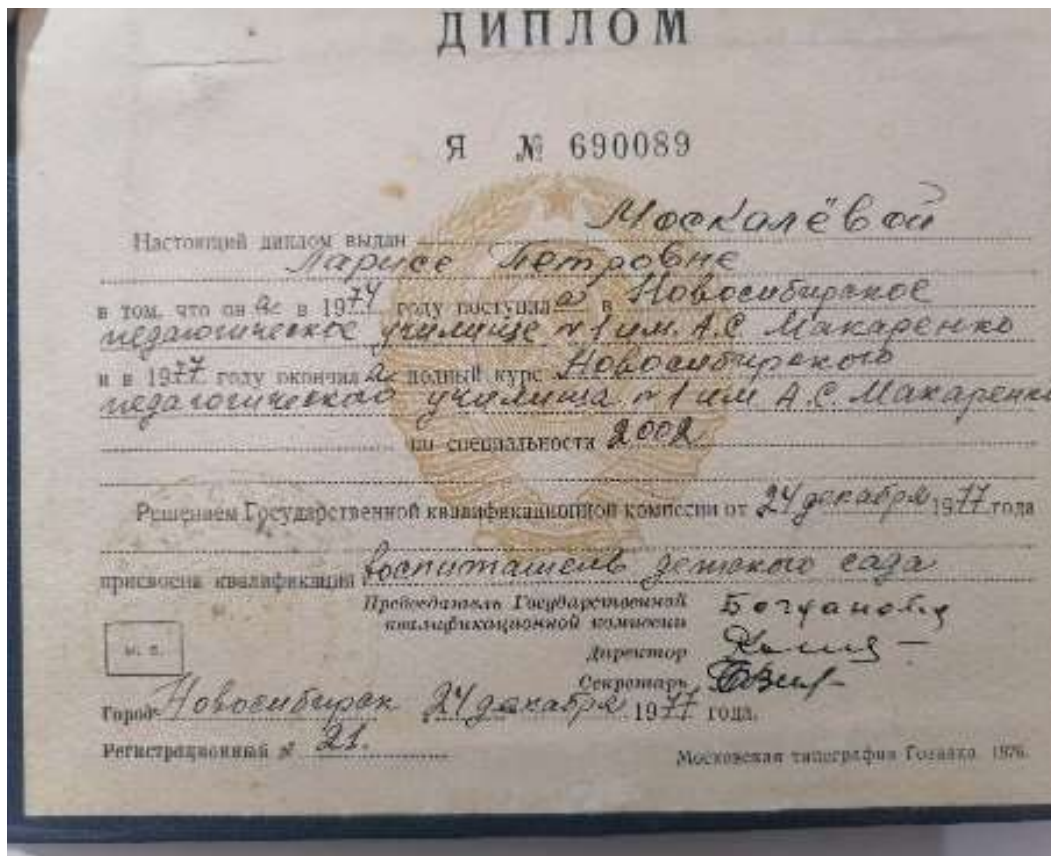 ДИПЛОМ
Я № 690089
Настоящий диплом выдан Москалёвой
Ларисе Петровне
в том, что она в 1974 году поступила в Новосибирское
педагогическое училище №1 им. А.С Макаренко
и в 1977 году окончила полный курс Новосибирского
педагогического училища №1 им А.С. Макаренко
по специальности 2002
Решением Государственной квалификационной комиссии от 24 декабря 1977 года
присвоена квалификация воспитатель детского сада
Председатель Государственной
квалификационной комиссии
Директор
Секретарь
М. П.
Город Новосибирск 24 декабря 1977 года.
Регистрационный № 21.
Московская типография Гознака. 1976.